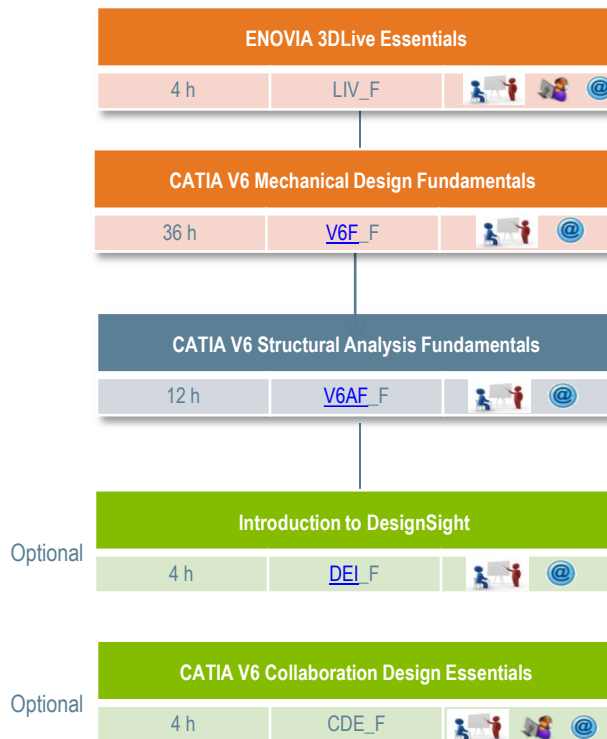 ENOVIA 3DLive Essentials
4 h LIV_F @
CATIA V6 Mechanical Design Fundamentals
36 h V6F_F @
CATIA V6 Structural Analysis Fundamentals
12 h V6AF_F @
Introduction to DesignSight
Optional
4 h DEI_F @
CATIA V6 Collaboration Design Essentials
Optional
4 h CDE_F @